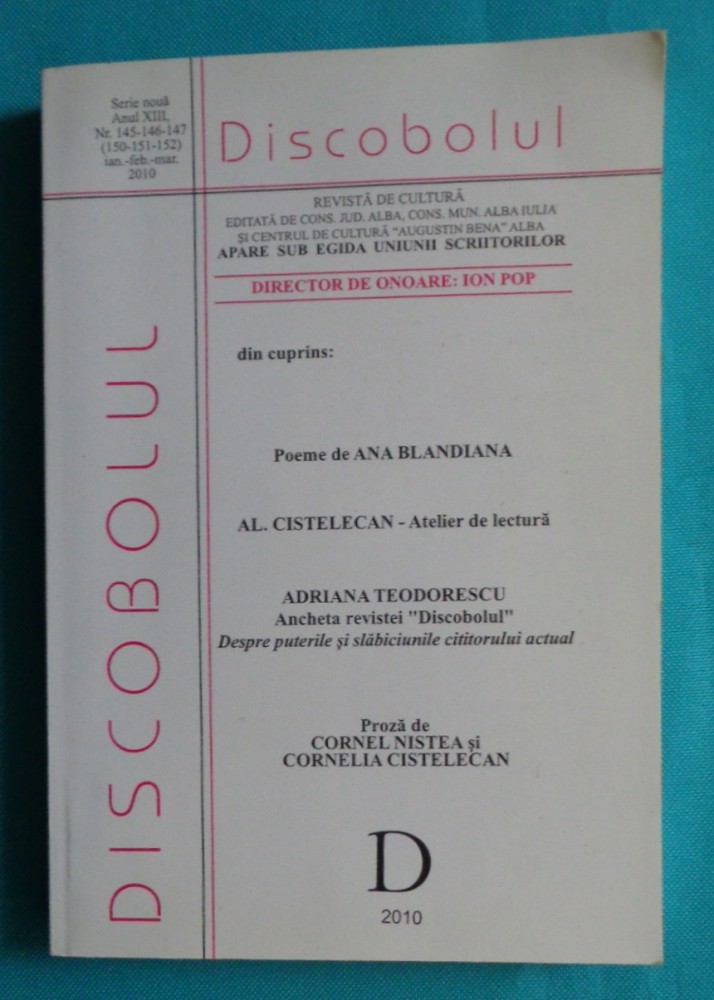 Serie nouă
Anul XIII,
Nr. 145-146-147
(150-151-152)
ian.-feb.-mar.
2010
Discobolul
REVISTĂ DE CULTURĂ
EDITATĂ DE CONS. JUD. ALBA, CONS. MUN. ALBA IULIA
ȘI CENTRUL DE CULTURĂ "AUGUSTIN BENA" ALBA
APARE SUB EGIDA UNIUNII SCRIITORILOR
DIRECTOR DE ONOARE: ION POP
DISCOBOLUL
din cuprins:
Poeme de ANA BLANDIANA
AL. CISTELECAN - Atelier de lectură
ADRIANA TEODORESCU
Ancheta revistei "Discobolul"
Despre puterile și slăbiciunile cititorului actual
Proză de
CORNEL NISTEA și
CORNELIA CISTELECAN
D
2010